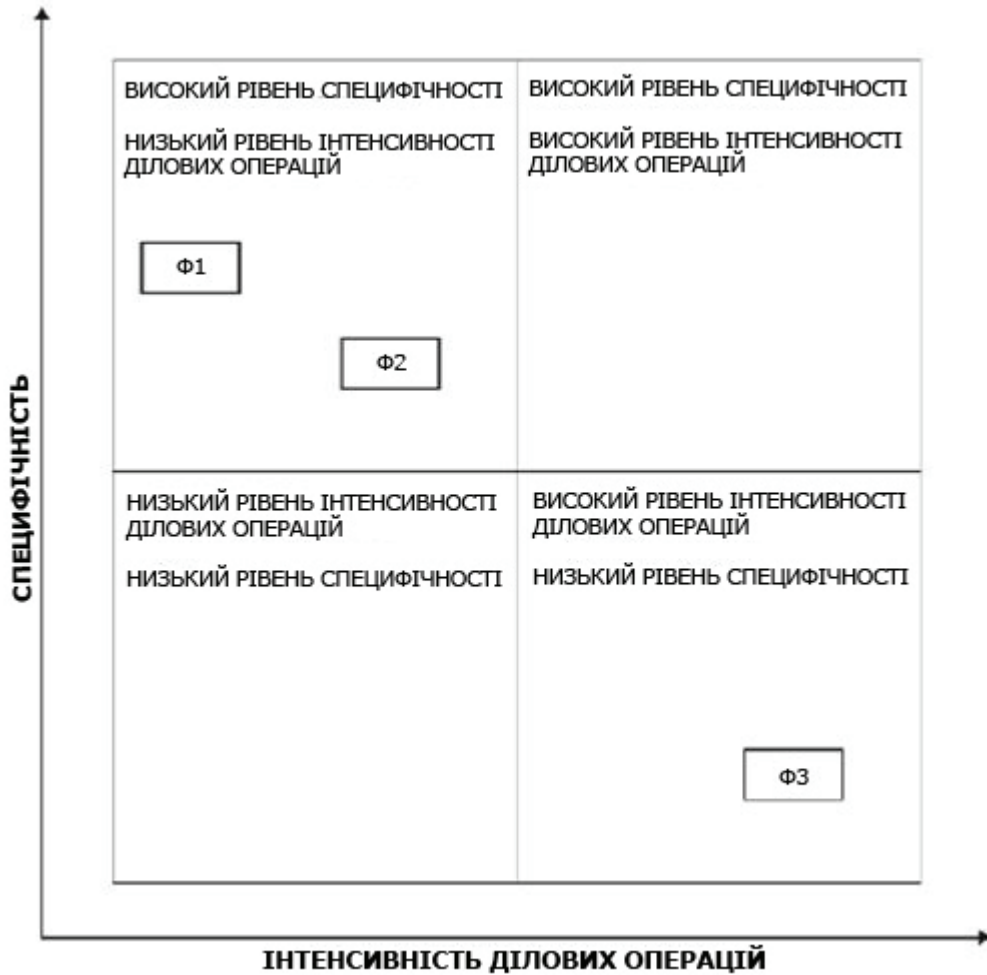 ВИСОКИЙ РІВЕНЬ СПЕЦИФІЧНОСТІ
НИЗЬКИЙ РІВЕНЬ ІНТЕНСИВНОСТІ
ДІЛОВИХ ОПЕРАЦІЙ
ВИСОКИЙ РІВЕНЬ СПЕЦИФІЧНОСТІ
ВИСОКИЙ РІВЕНЬ ІНТЕНСИВНОСТІ
ДІЛОВИХ ОПЕРАЦІЙ
Ф1
Ф2
СПЕЦИФІЧНІСТЬ
НИЗЬКИЙ РІВЕНЬ ІНТЕНСИВНОСТІ
ДІЛОВИХ ОПЕРАЦІЙ
НИЗЬКИЙ РІВЕНЬ СПЕЦИФІЧНОСТІ
ВИСОКИЙ РІВЕНЬ ІНТЕНСИВНОСТІ
ДІЛОВИХ ОПЕРАЦІЙ
НИЗЬКИЙ РІВЕНЬ СПЕЦИФІЧНОСТІ
Ф3
ІНТЕНСИВНІСТЬ ДІЛОВИХ ОПЕРАЦІЙ